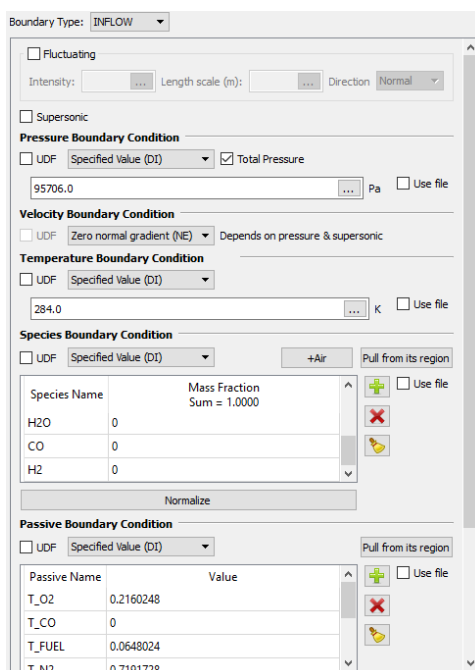 Boundary Type: INFLOW
Fluctuating
Intensity: ... Length scale (m): ... Direction Normal
Supersonic
Pressure Boundary Condition
UDF Specified Value (DI) Total Pressure
95706.0 ... Pa Use file
Velocity Boundary Condition
UDF Zero normal gradient (NE) Depends on pressure & supersonic
Temperature Boundary Condition
UDF Specified Value (DI)
284.0 ... K Use file
Species Boundary Condition
UDF Specified Value (DI) +Air Pull from its region
Species Name Mass Fraction Use file
Sum = 1.0000
H2O 0
CO 0
H2 0
Normalize
Passive Boundary Condition
UDF Specified Value (DI) Pull from its region
Passive Name Value Use file
T_O2 0.2160248
T_CO 0
T_FUEL 0.0648024
T_N2 0.7191728